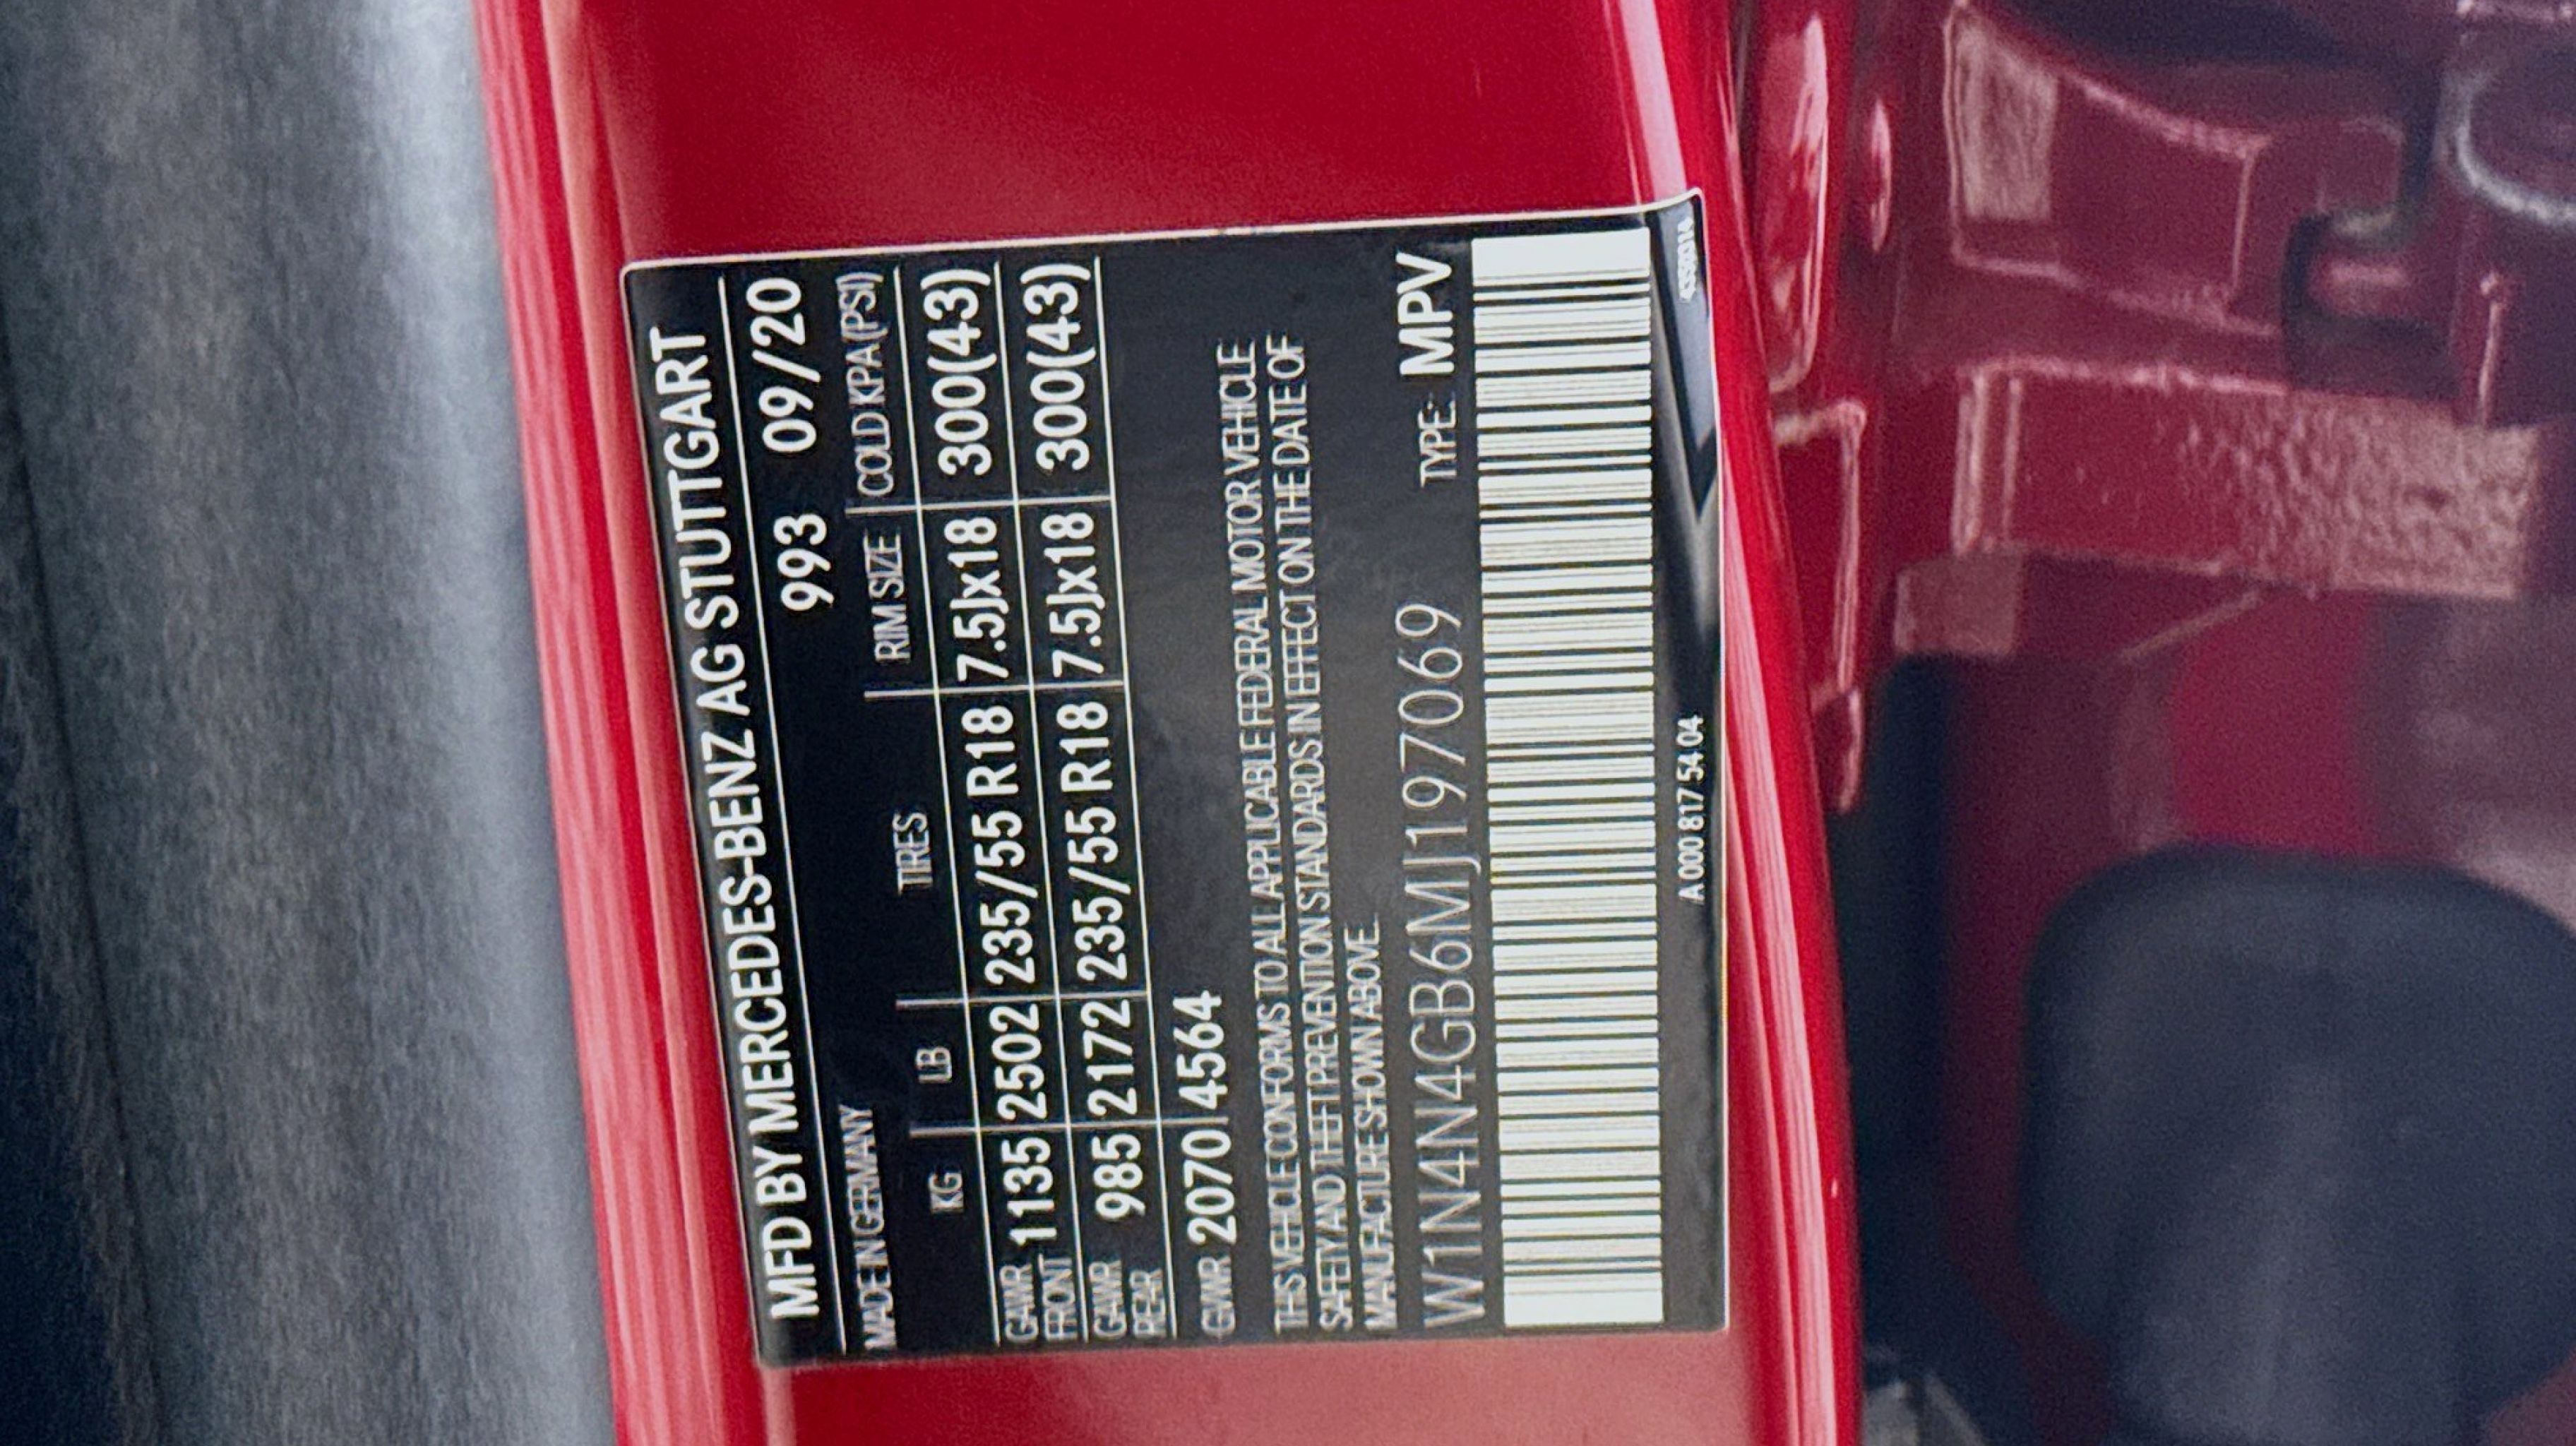 MFD BY MERCEDES-BENZ AG STUTTGART
MADE IN GERMANY 993 09/20
KG LB TIRES RIM SIZE COLD KPA(PSI)
GAWR FRONT 1135 2502 235/55 R18 7.5Jx18 300(43)
GAWR REAR 985 2172 235/55 R18 7.5Jx18 300(43)
GVWR 2070 4564
THIS VEHICLE CONFORMS TO ALL APPLICABLE FEDERAL MOTOR VEHICLE
SAFETY AND THEFT PREVENTION STANDARDS IN EFFECT ON THE DATE OF
MANUFACTURE SHOWN ABOVE.
W1N4N4GB6MJ197069 TYPE: MPV
A 000 817 54 04